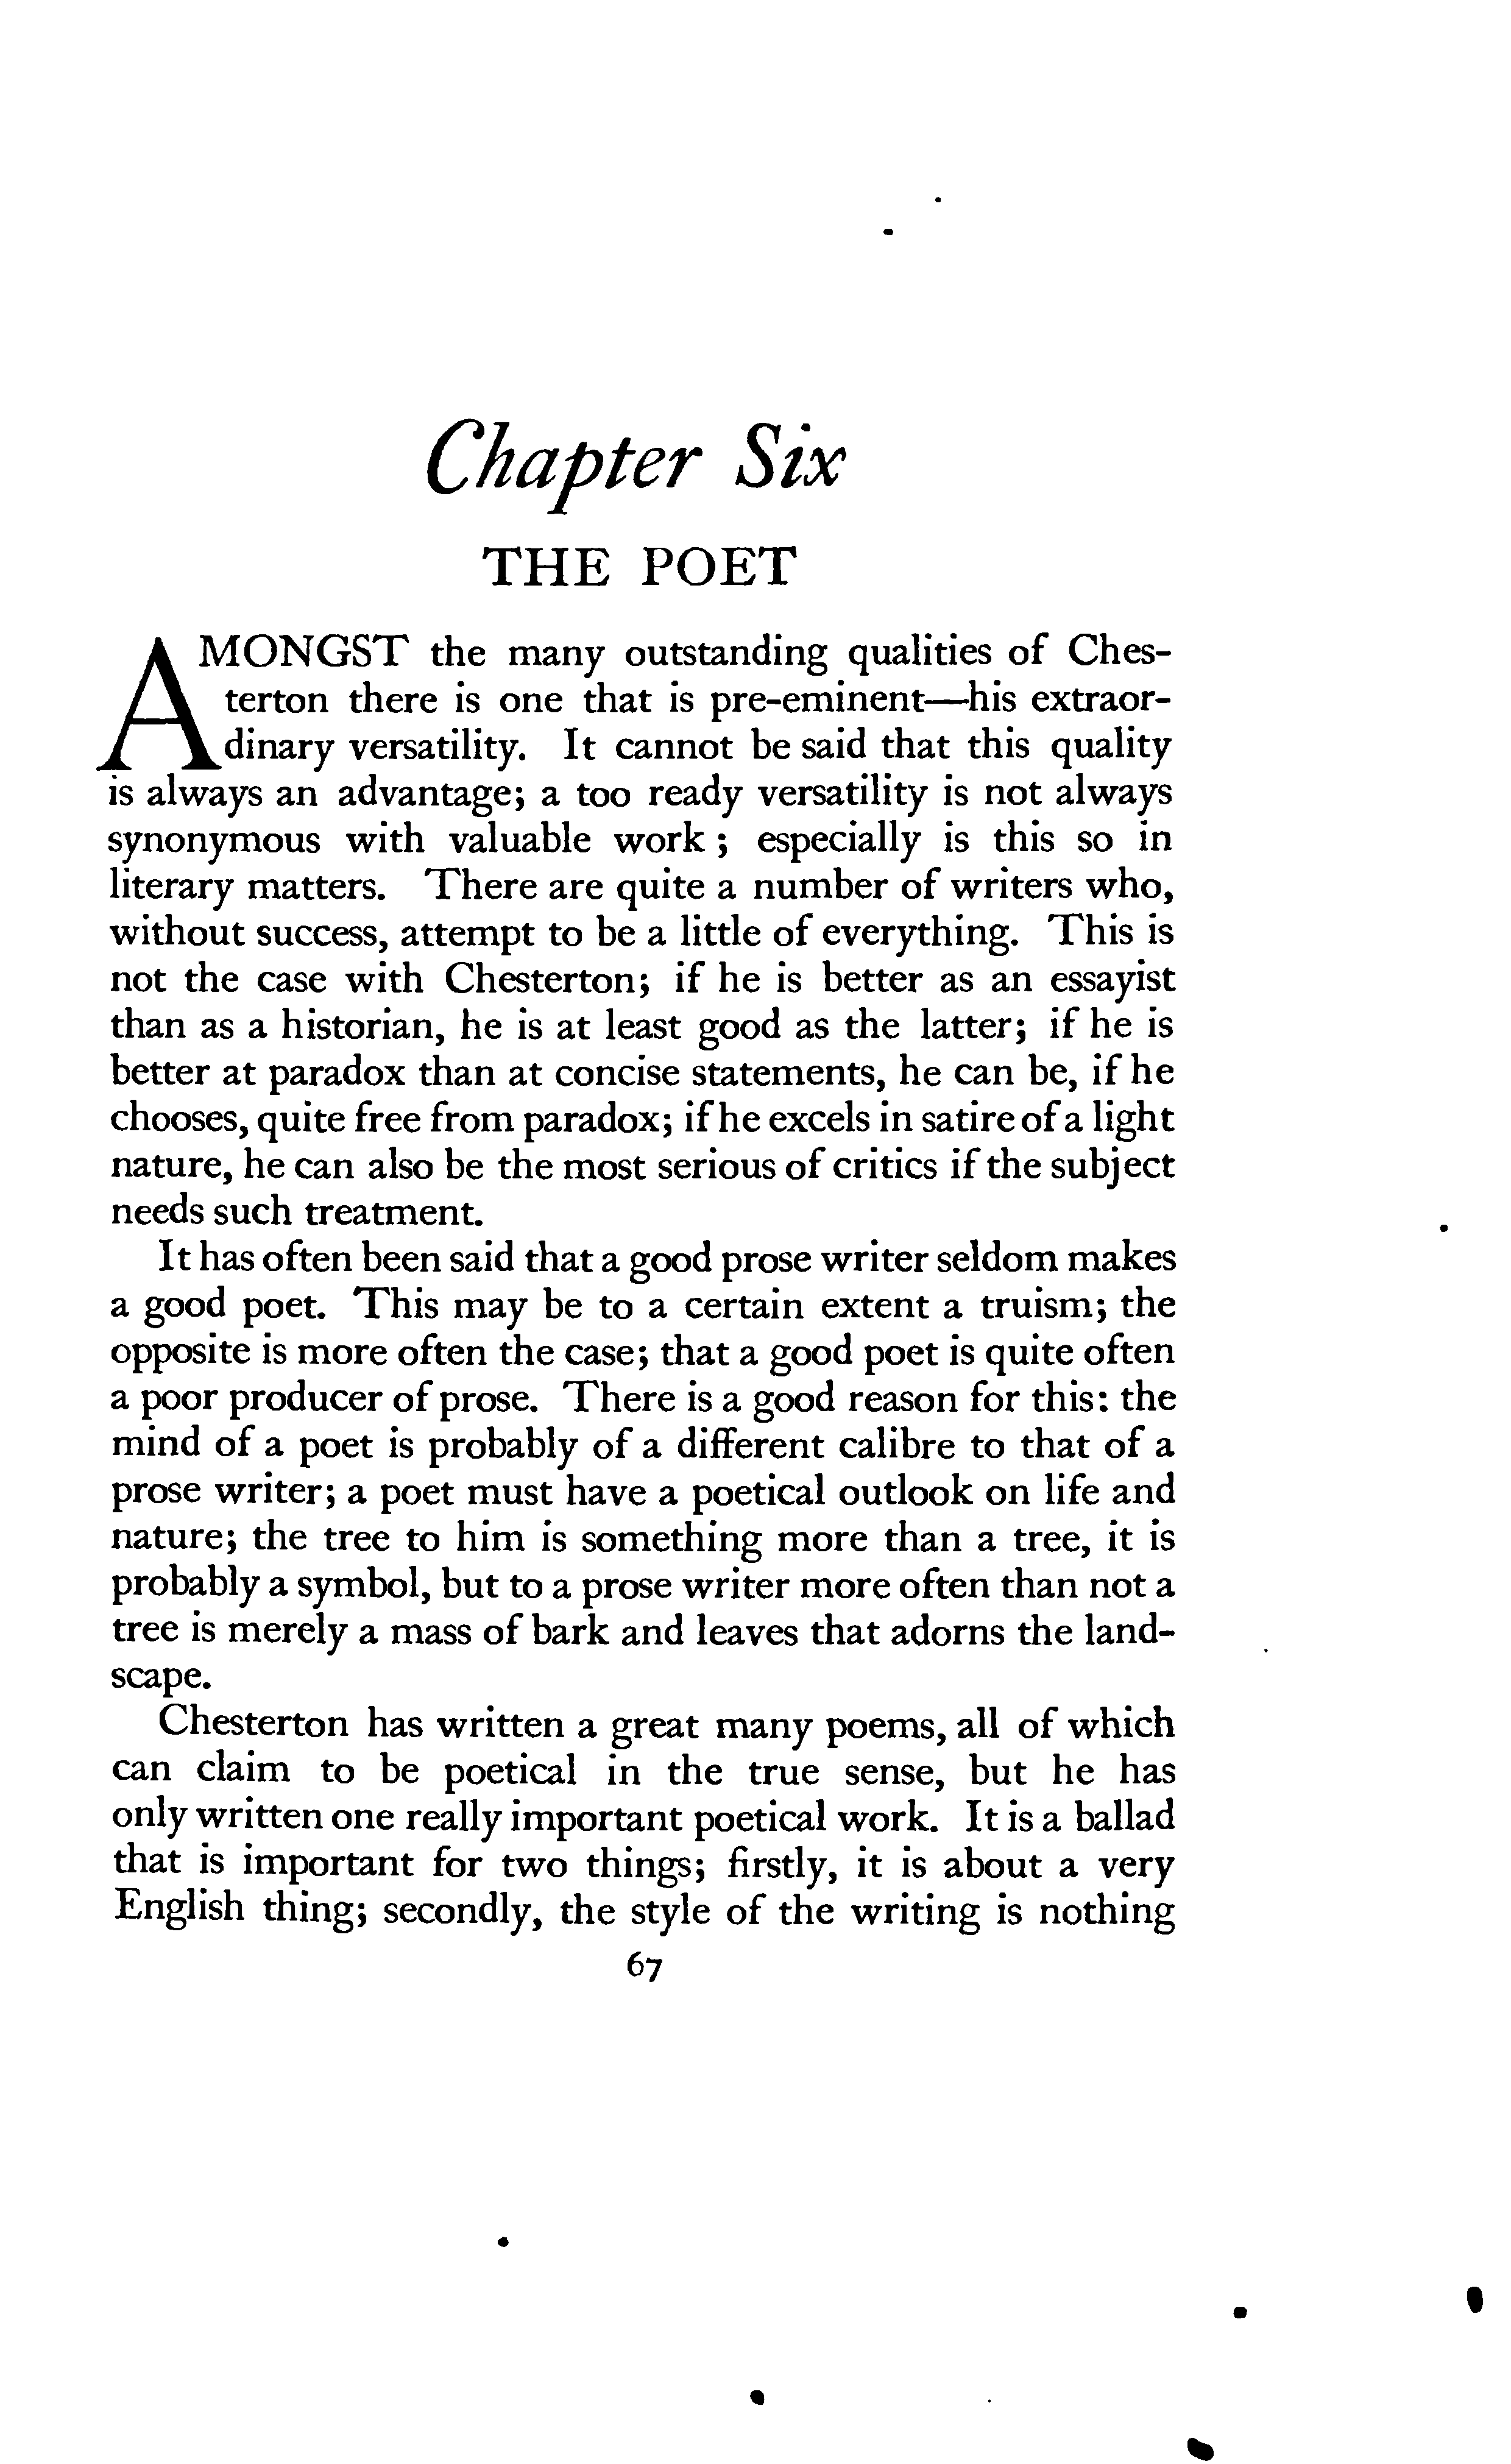 Chapter Six
THE POET
AMONGST the many outstanding qualities of Ches-
terton there is one that is pre-eminent—his extraor-
dinary versatility. It cannot be said that this quality
is always an advantage; a too ready versatility is not always
synonymous with valuable work ; especially is this so in
literary matters. There are quite a number of writers who,
without success, attempt to be a little of everything. This is
not the case with Chesterton; if he is better as an essayist
than as a historian, he is at least good as the latter; if he is
better at paradox than at concise statements, he can be, if he
chooses, quite free from paradox; if he excels in satire of a light
nature, he can also be the most serious of critics if the subject
needs such treatment.
It has often been said that a good prose writer seldom makes
a good poet. This may be to a certain extent a truism; the
opposite is more often the case; that a good poet is quite often
a poor producer of prose. There is a good reason for this: the
mind of a poet is probably of a different calibre to that of a
prose writer; a poet must have a poetical outlook on life and
nature; the tree to him is something more than a tree, it is
probably a symbol, but to a prose writer more often than not a
tree is merely a mass of bark and leaves that adorns the land-
scape.
Chesterton has written a great many poems, all of which
can claim to be poetical in the true sense, but he has
only written one really important poetical work. It is a ballad
that is important for two things; firstly, it is about a very
English thing; secondly, the style of the writing is nothing
67